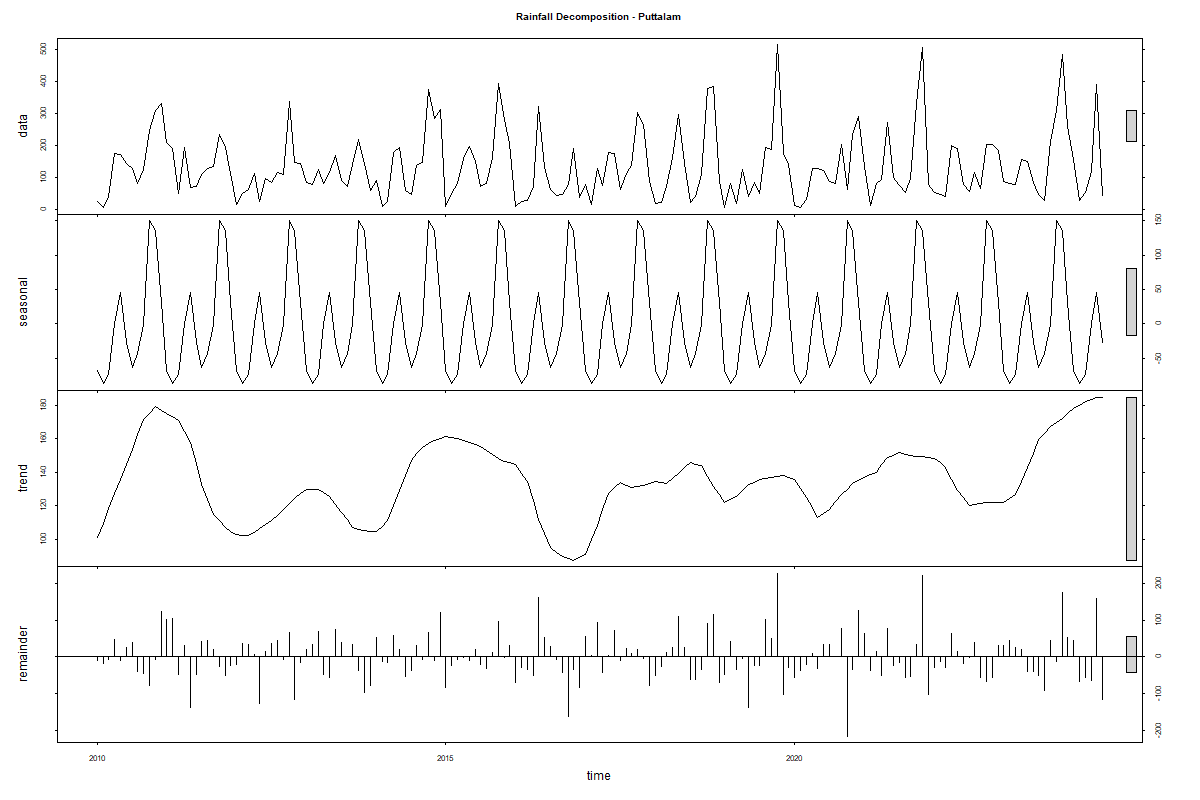 Rainfall Decomposition - Puttalam
data
0 100 200 300 400 500
seasonal
-50 0 50 100 150
trend
100 120 140 160 180
remainder
-200 -100 0 100 200
2010 2015 2020
time